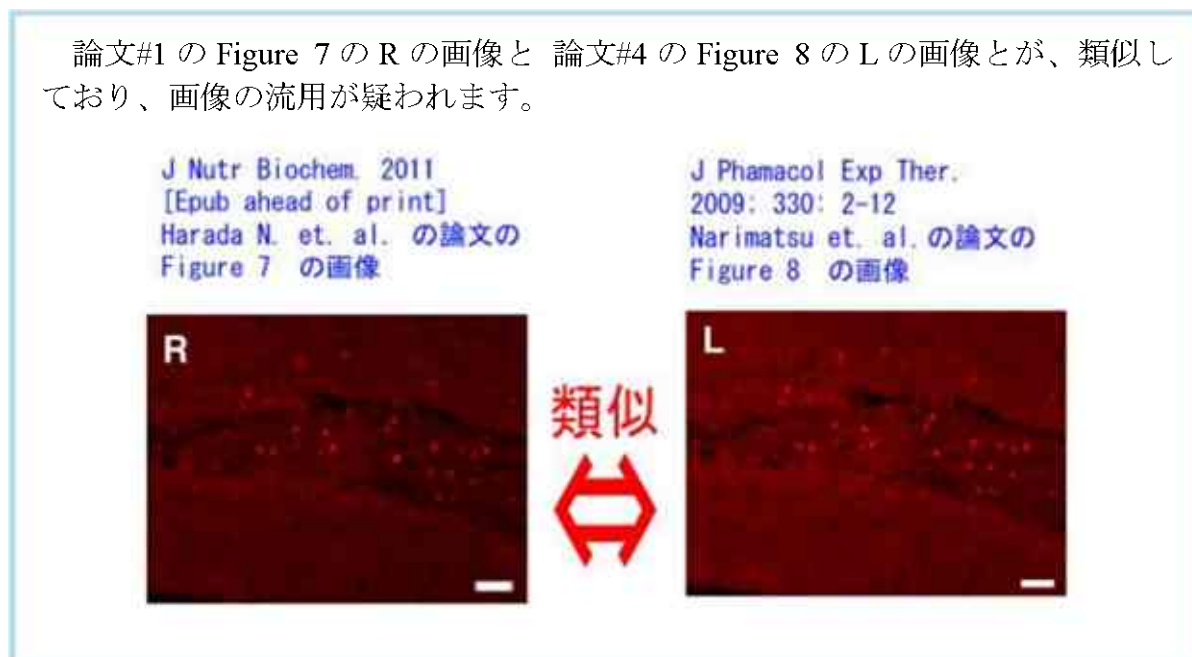 論文#1 の Figure 7 の R の画像と 論文#4 の Figure 8 の L の画像とが、類似し
ており、画像の流用が疑われます。
J Nutr Biochem. 2011
[Epub ahead of print]
Harada N. et. al. の論文の
Figure 7 の画像
J Phamacol Exp Ther.
2009; 330: 2-12
Narimatsu et. al. の論文の
Figure 8 の画像
R
類似
L